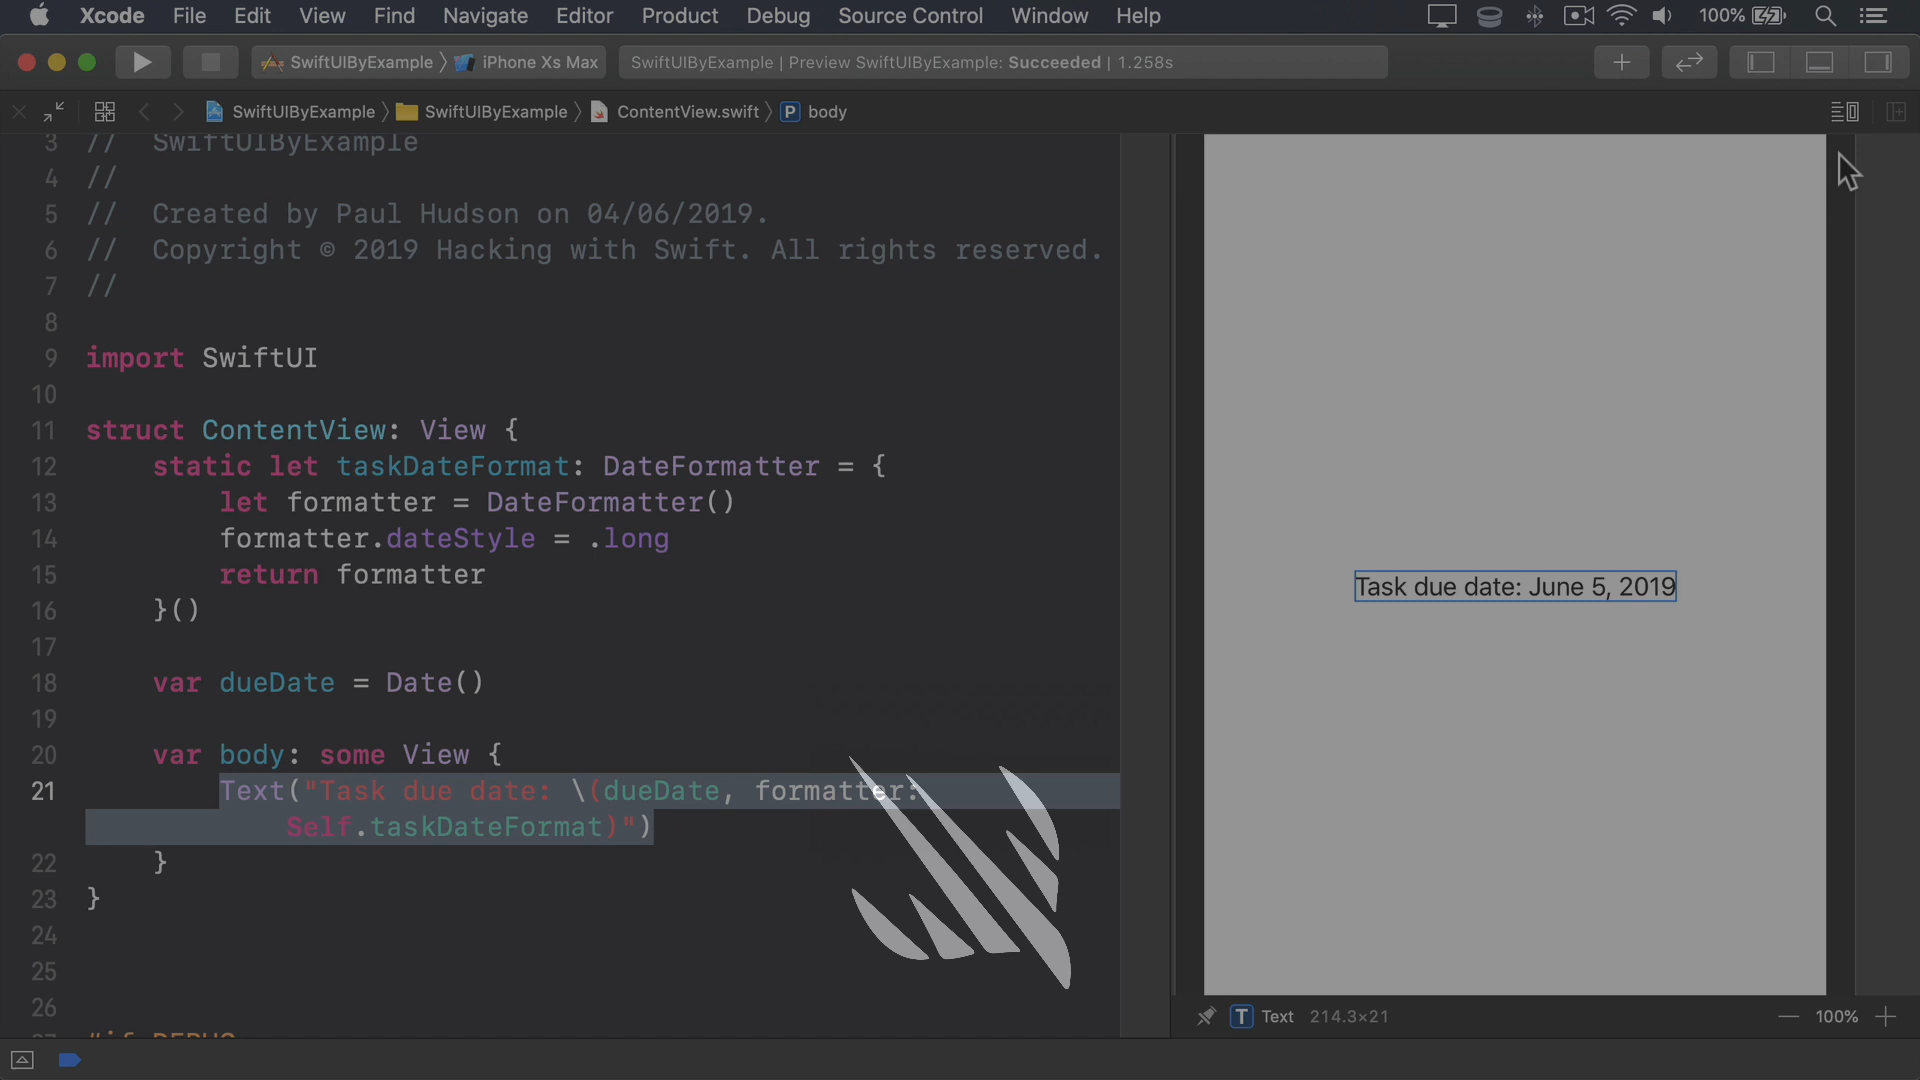 Xcode File Edit View Find Navigate Editor Product Debug Source Control Window Help 100%
SwiftUIByExample iPhone Xs Max SwiftUIByExample | Preview SwiftUIByExample: Succeeded | 1.258s
SwiftUIByExample SwiftUIByExample ContentView.swift P body
3 // SwiftUIByExample
4 //
5 // Created by Paul Hudson on 04/06/2019.
6 // Copyright © 2019 Hacking with Swift. All rights reserved.
7 //
8
9 import SwiftUI
10
11 struct ContentView: View {
12 static let taskDateFormat: DateFormatter = {
13 let formatter = DateFormatter()
14 formatter.dateStyle = .long
15 return formatter
16 }()
17
18 var dueDate = Date()
19
20 var body: some View {
21 Text("Task due date: \(dueDate, formatter:
Self.taskDateFormat)")
22 }
23 }
24
25
26
27 #if DEBUG
Task due date: June 5, 2019
T Text 214.3×21 100%